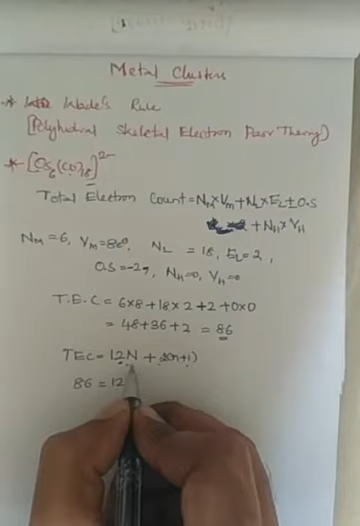 Metal Clusters
* Wade's Rule
[Polyhedral Skeletal Electron Pair Theory)
* [Os6(CO)18]2-
Total Electron Count = NM×VM + NL×EL ± O.S
+ NH×VH
NM = 6, VM = 8e-, NL = 18, EL = 2,
O.S = -2, NH = 0, VH = 0
T.E.C = 6×8 + 18×2 + 2 + 0×0
= 48 + 36 + 2 = 86
TEC = 12N + 2(n+1)
86 = 12